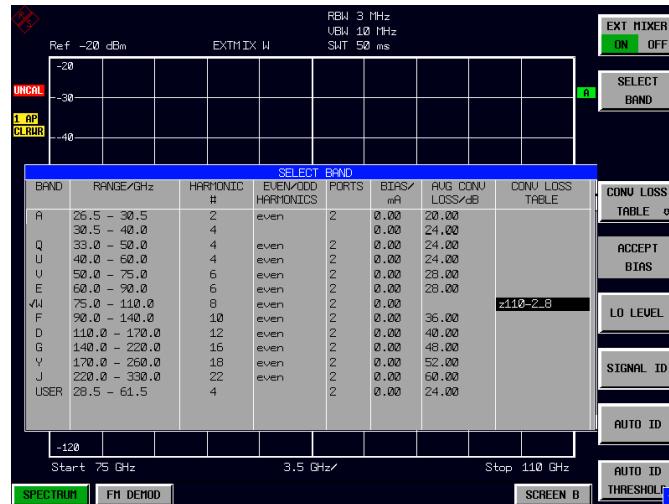 RBW 3 MHz
VBW 10 MHz
Ref -20 dBm EXTMIX W SWT 50 ms
EXT MIXER
ON OFF
-20
SELECT
BAND
UNCAL
-30
A
1 AP
CLRWR
-40
SELECT BAND
BAND RANGE/GHz HARMONIC # EVEN/ODD HARMONICS PORTS BIAS/ mA AVG CONV LOSS/dB CONV LOSS TABLE
A 26.5 - 30.5 2 even 2 0.00 20.00
30.5 - 40.0 4 0.00 24.00
Q 33.0 - 50.0 4 even 2 0.00 24.00
U 40.0 - 60.0 4 even 2 0.00 24.00
V 50.0 - 75.0 6 even 2 0.00 28.00
E 60.0 - 90.0 6 even 2 0.00 28.00
√W 75.0 - 110.0 8 even 2 0.00 z110-2_8
F 90.0 - 140.0 10 even 2 0.00 36.00
D 110.0 - 170.0 12 even 2 0.00 40.00
G 140.0 - 220.0 16 even 2 0.00 48.00
Y 170.0 - 260.0 18 even 2 0.00 52.00
J 220.0 - 330.0 22 even 2 0.00 60.00
USER 28.5 - 61.5 4 2 0.00 24.00
CONV LOSS
TABLE
ACCEPT
BIAS
LO LEVEL
SIGNAL ID
AUTO ID
-120
Start 75 GHz 3.5 GHz/ Stop 110 GHz
AUTO ID
THRESHOLD
SPECTRUM FM DEMOD SCREEN B